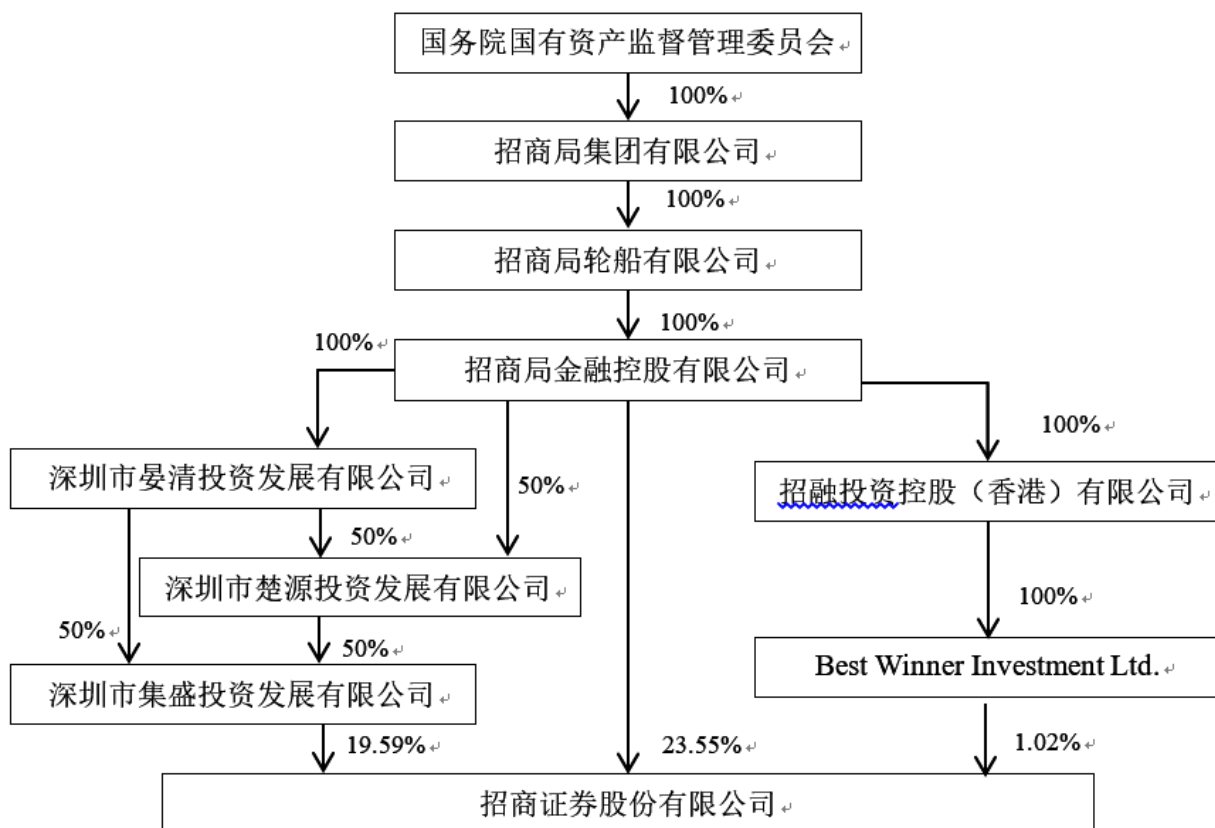 国务院国有资产监督管理委员会
100%
招商局集团有限公司
100%
招商局轮船有限公司
100%
100%
招商局金融控股有限公司
100%
深圳市晏清投资发展有限公司
50%
招融投资控股（香港）有限公司
50%
深圳市楚源投资发展有限公司
100%
50%
50%
Best Winner Investment Ltd.
深圳市集盛投资发展有限公司
19.59%
23.55%
1.02%
招商证券股份有限公司